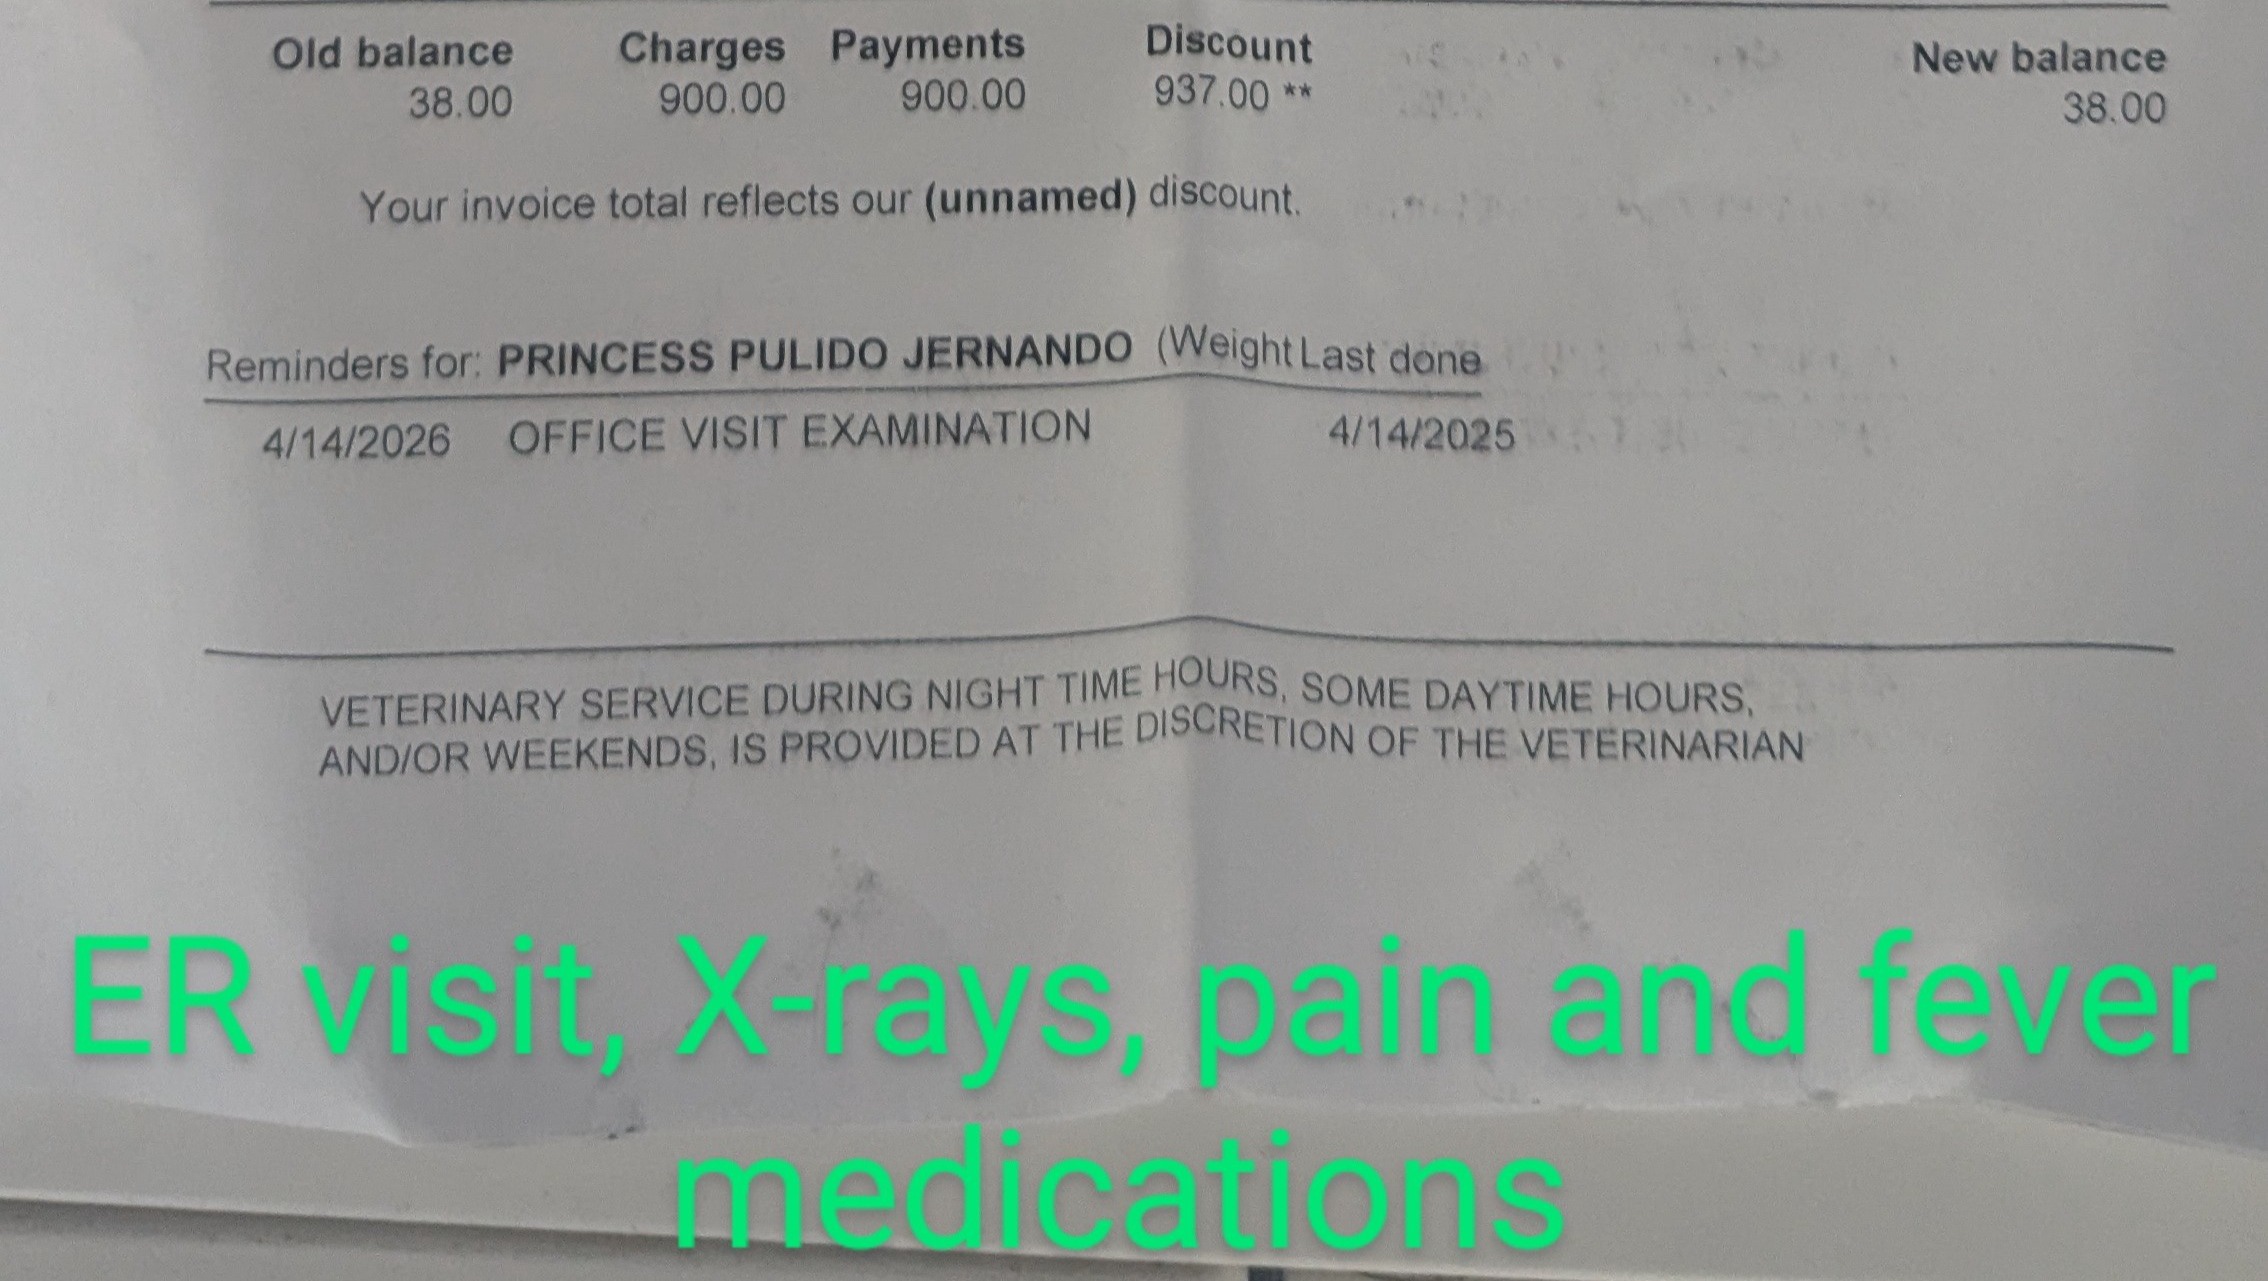 Old balance Charges Payments Discount New balance
38.00 900.00 900.00 937.00 ** 38.00
Your invoice total reflects our (unnamed) discount.
Reminders for: PRINCESS PULIDO JERNANDO (Weight Last done
4/14/2026 OFFICE VISIT EXAMINATION 4/14/2025
VETERINARY SERVICE DURING NIGHT TIME HOURS, SOME DAYTIME HOURS,
AND/OR WEEKENDS, IS PROVIDED AT THE DISCRETION OF THE VETERINARIAN
ER visit, X-rays, pain and fever
medications